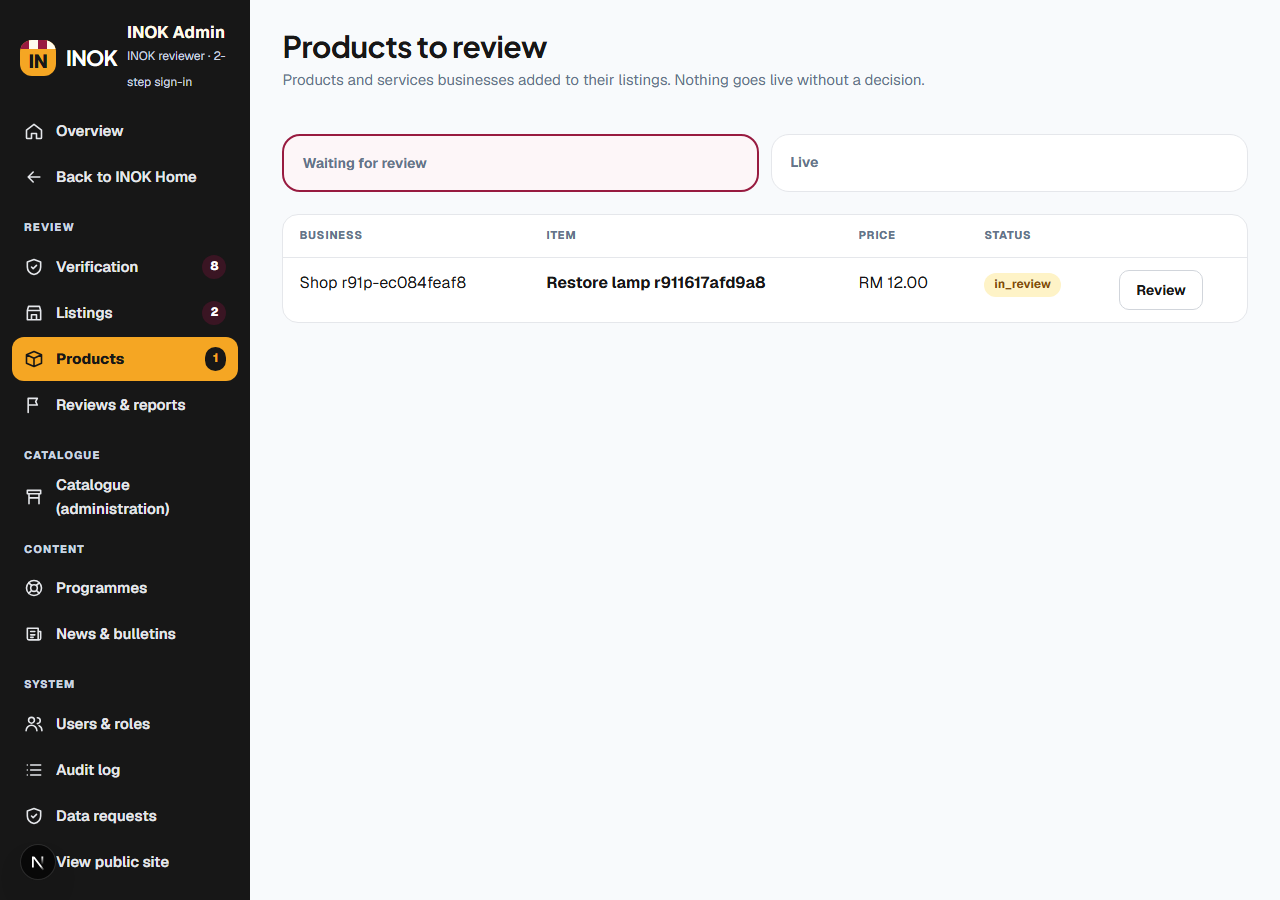 IN INOK
INOK Admin
INOK reviewer · 2-
step sign-in
Overview
Back to INOK Home
REVIEW
Verification 8
Listings 2
Products 1
Reviews & reports
CATALOGUE
Catalogue
(administration)
CONTENT
Programmes
News & bulletins
SYSTEM
Users & roles
Audit log
Data requests
N View public site
Products to review
Products and services businesses added to their listings. Nothing goes live without a decision.
Waiting for review
Live
BUSINESS ITEM PRICE STATUS
Shop r91p-ec084feaf8 Restore lamp r911617afd9a8 RM 12.00 in_review Review